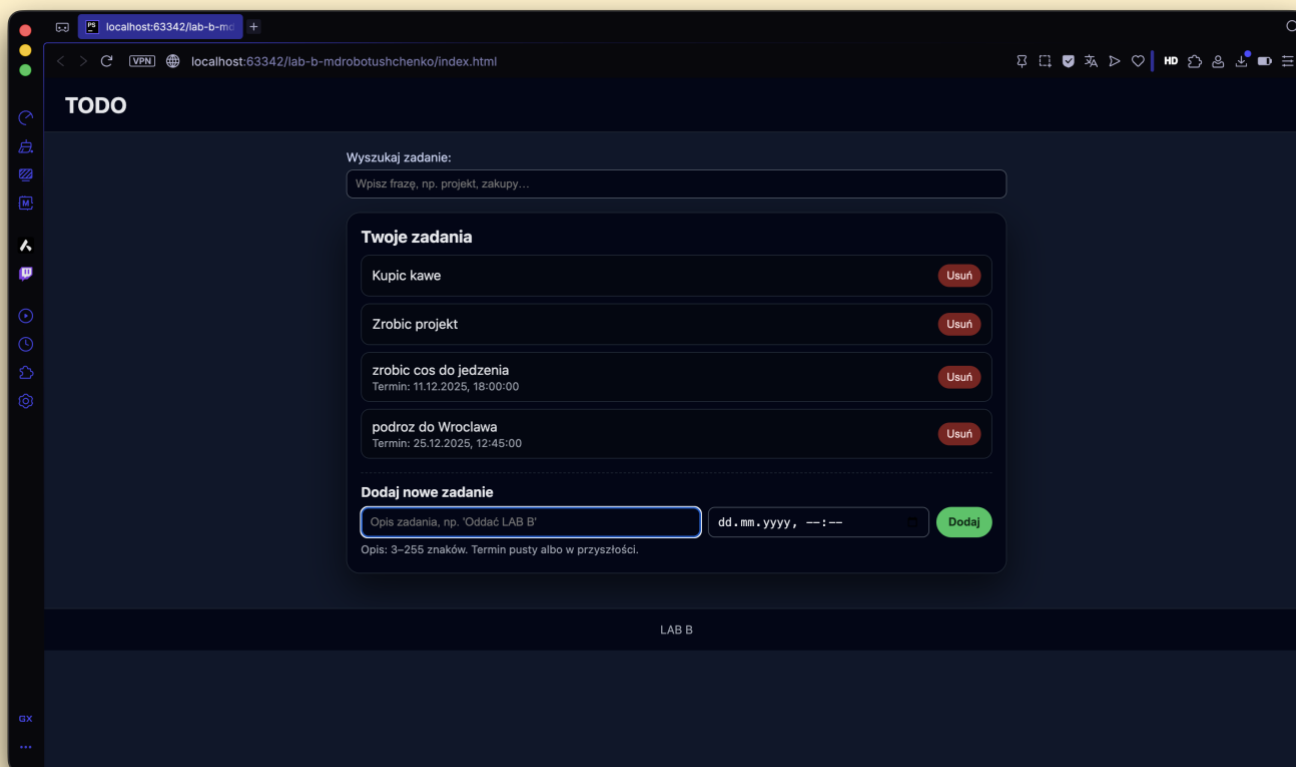 localhost:63342/lab-b-md
VPN localhost:63342/lab-b-mdrobotushchenko/index.html HD
TODO
Wyszukaj zadanie:
Wpisz frazę, np. projekt, zakupy…
Twoje zadania
Kupic kawe Usuń
Zrobic projekt Usuń
zrobic cos do jedzenia
Termin: 11.12.2025, 18:00:00
Usuń
podroz do Wroclawa
Termin: 25.12.2025, 12:45:00
Usuń
Dodaj nowe zadanie
Opis zadania, np. 'Oddać LAB B' dd.mm.yyyy, --:-- Dodaj
Opis: 3–255 znaków. Termin pusty albo w przyszłości.
LAB B
GX